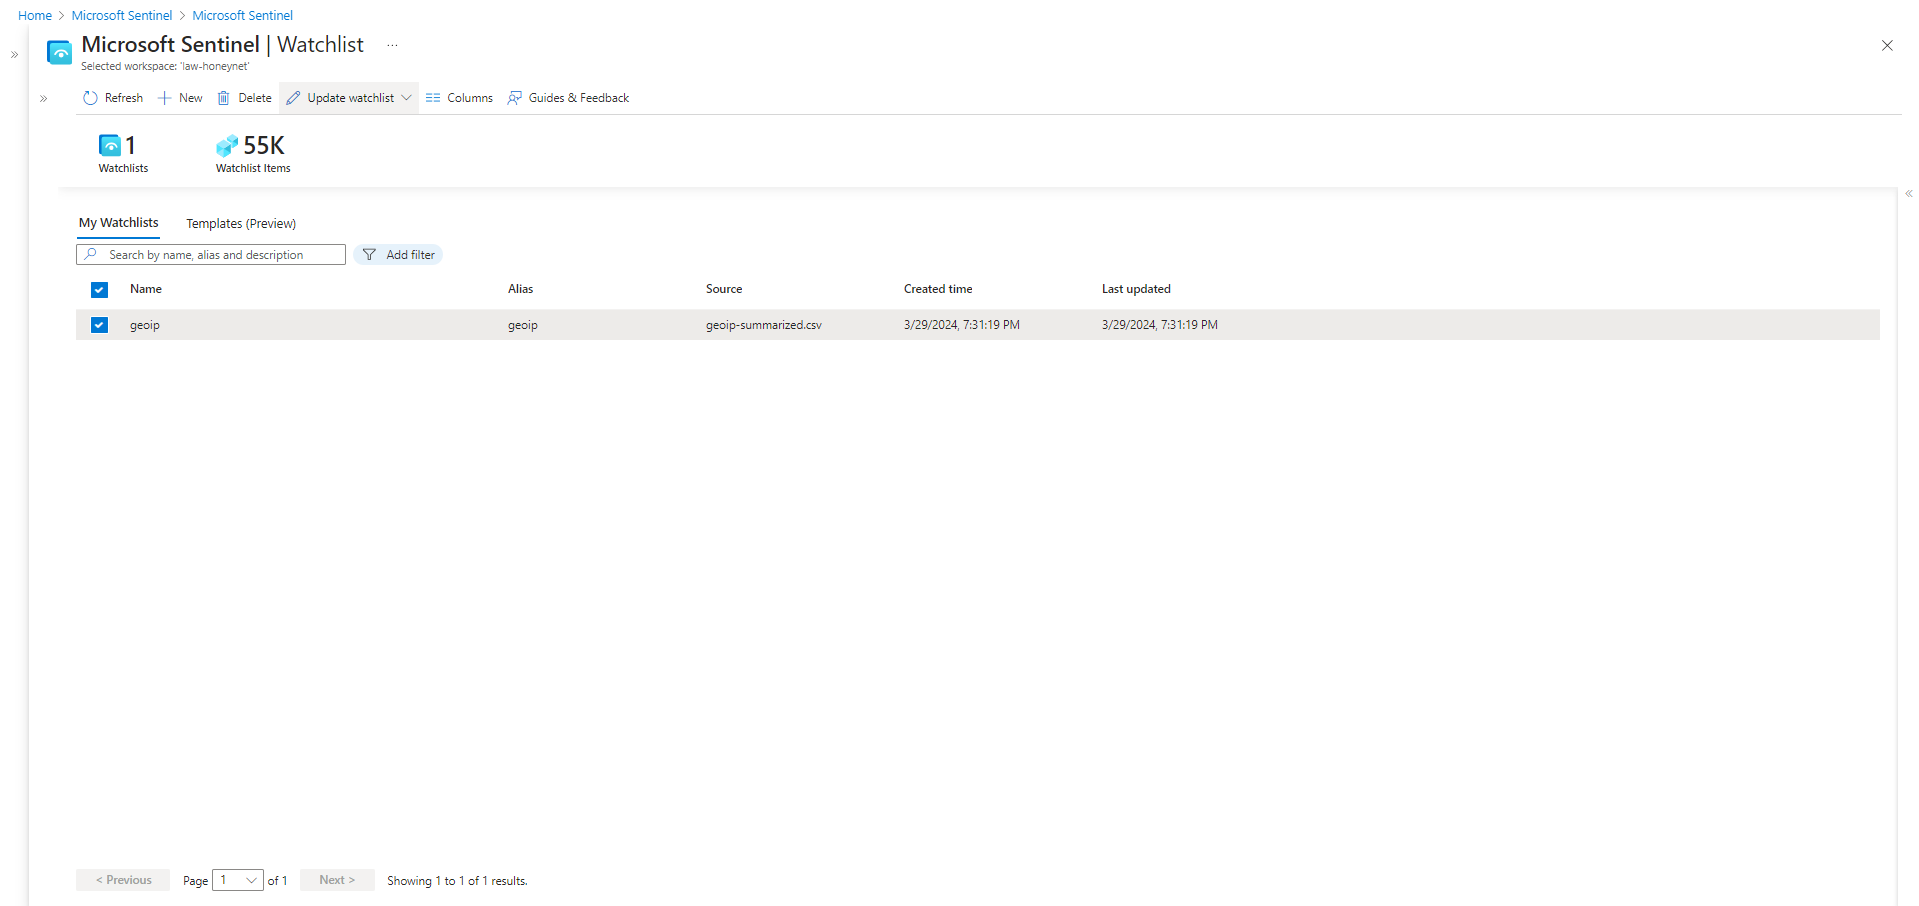 Home > Microsoft Sentinel > Microsoft Sentinel
Microsoft Sentinel | Watchlist ...
Selected workspace: 'law-honeynet'
Refresh New Delete Update watchlist Columns Guides & Feedback
1 55K
Watchlists Watchlist Items
My Watchlists Templates (Preview)
Search by name, alias and description Add filter
Name Alias Source Created time Last updated
geoip geoip geoip-summarized.csv 3/29/2024, 7:31:19 PM 3/29/2024, 7:31:19 PM
< Previous Page 1 of 1 Next > Showing 1 to 1 of 1 results.